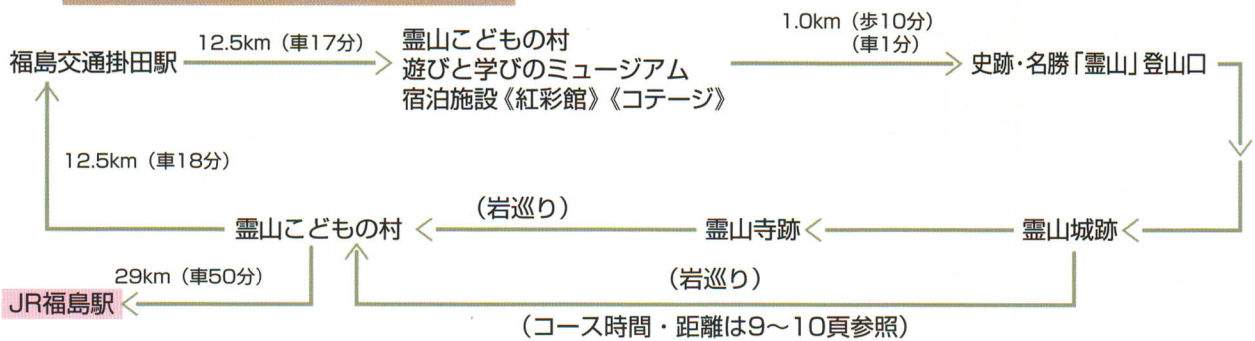 福島交通掛田駅
12.5km（車17分）
霊山こどもの村
遊びと学びのミュージアム
宿泊施設《紅彩館》《コテージ》
1.0km（歩10分）
（車1分）
史跡・名勝「霊山」登山口
12.5km（車18分）
霊山こどもの村
（岩巡り）
霊山寺跡
霊山城跡
29km（車50分）
JR福島駅
（岩巡り）
（コース時間・距離は9〜10頁参照）